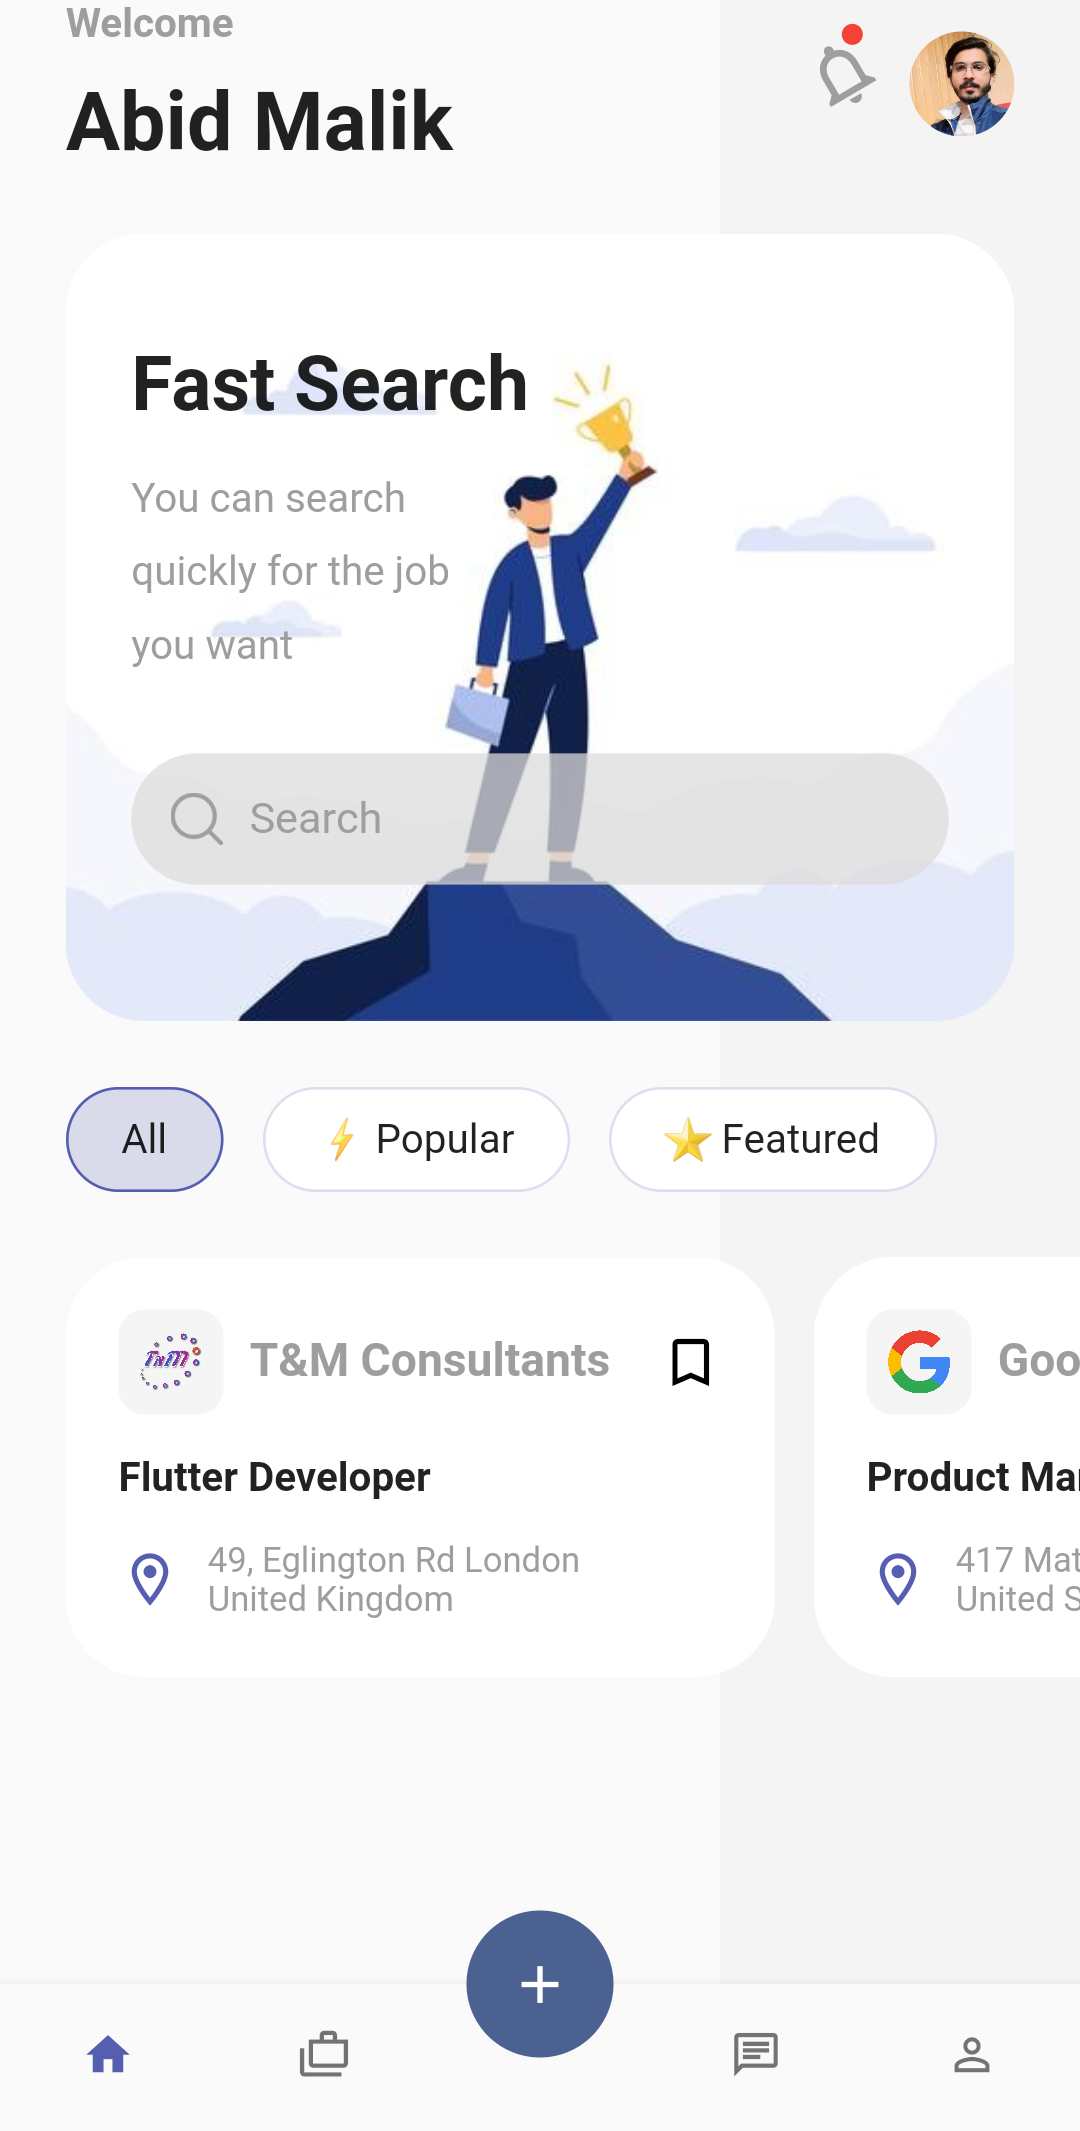 Welcome
Abid Malik
Fast Search
You can search
quickly for the job
you want
Search
All
Popular
Featured
T&M
T&M Consultants
G
Goo
Flutter Developer
Product Mar
49, Eglington Rd London
United Kingdom
417 Mat
United S